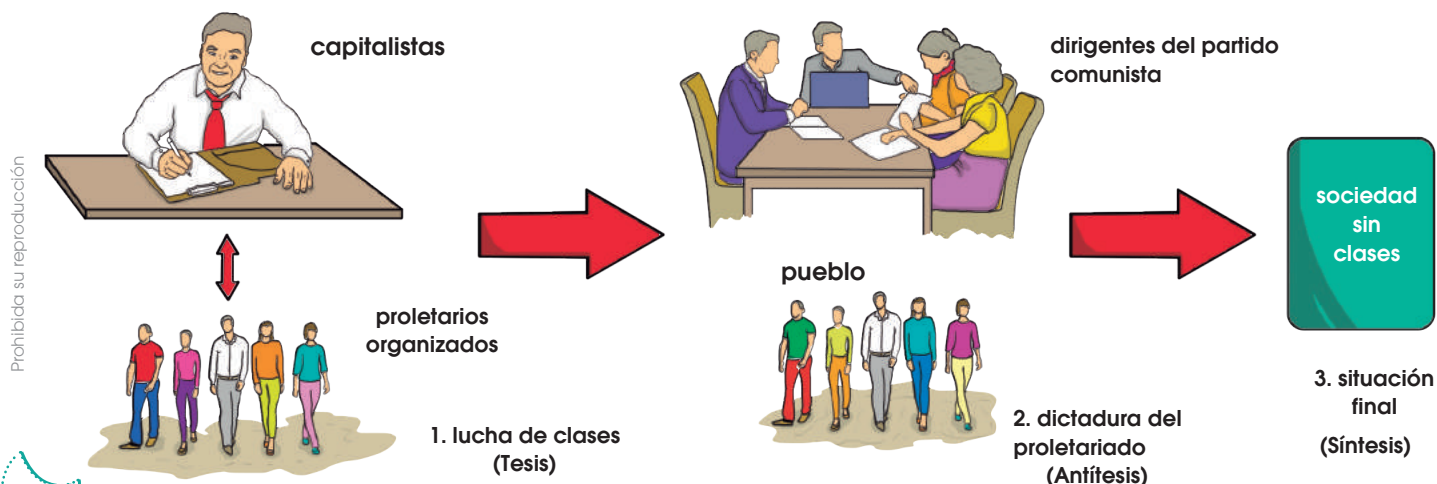 capitalistas
proletarios
organizados
1. lucha de clases
(Tesis)
dirigentes del partido
comunista
pueblo
2. dictadura del
proletariado
(Antítesis)
sociedad
sin
clases
3. situación
final
(Síntesis)
Prohibida su reproducción